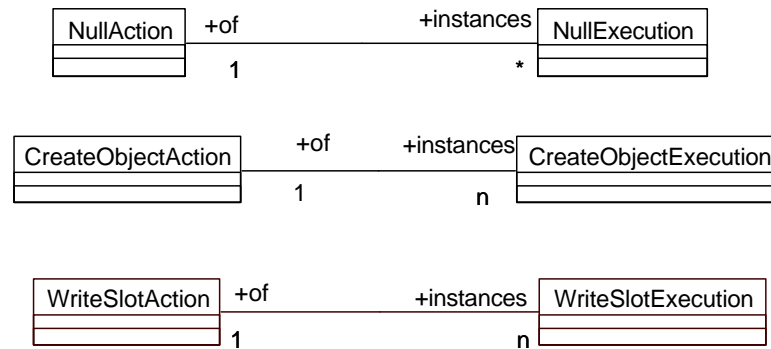 NullAction +of +instances NullExecution
1 *
CreateObjectAction +of +instances CreateObjectExecution
1 n
WriteSlotAction +of +instances WriteSlotExecution
1 n